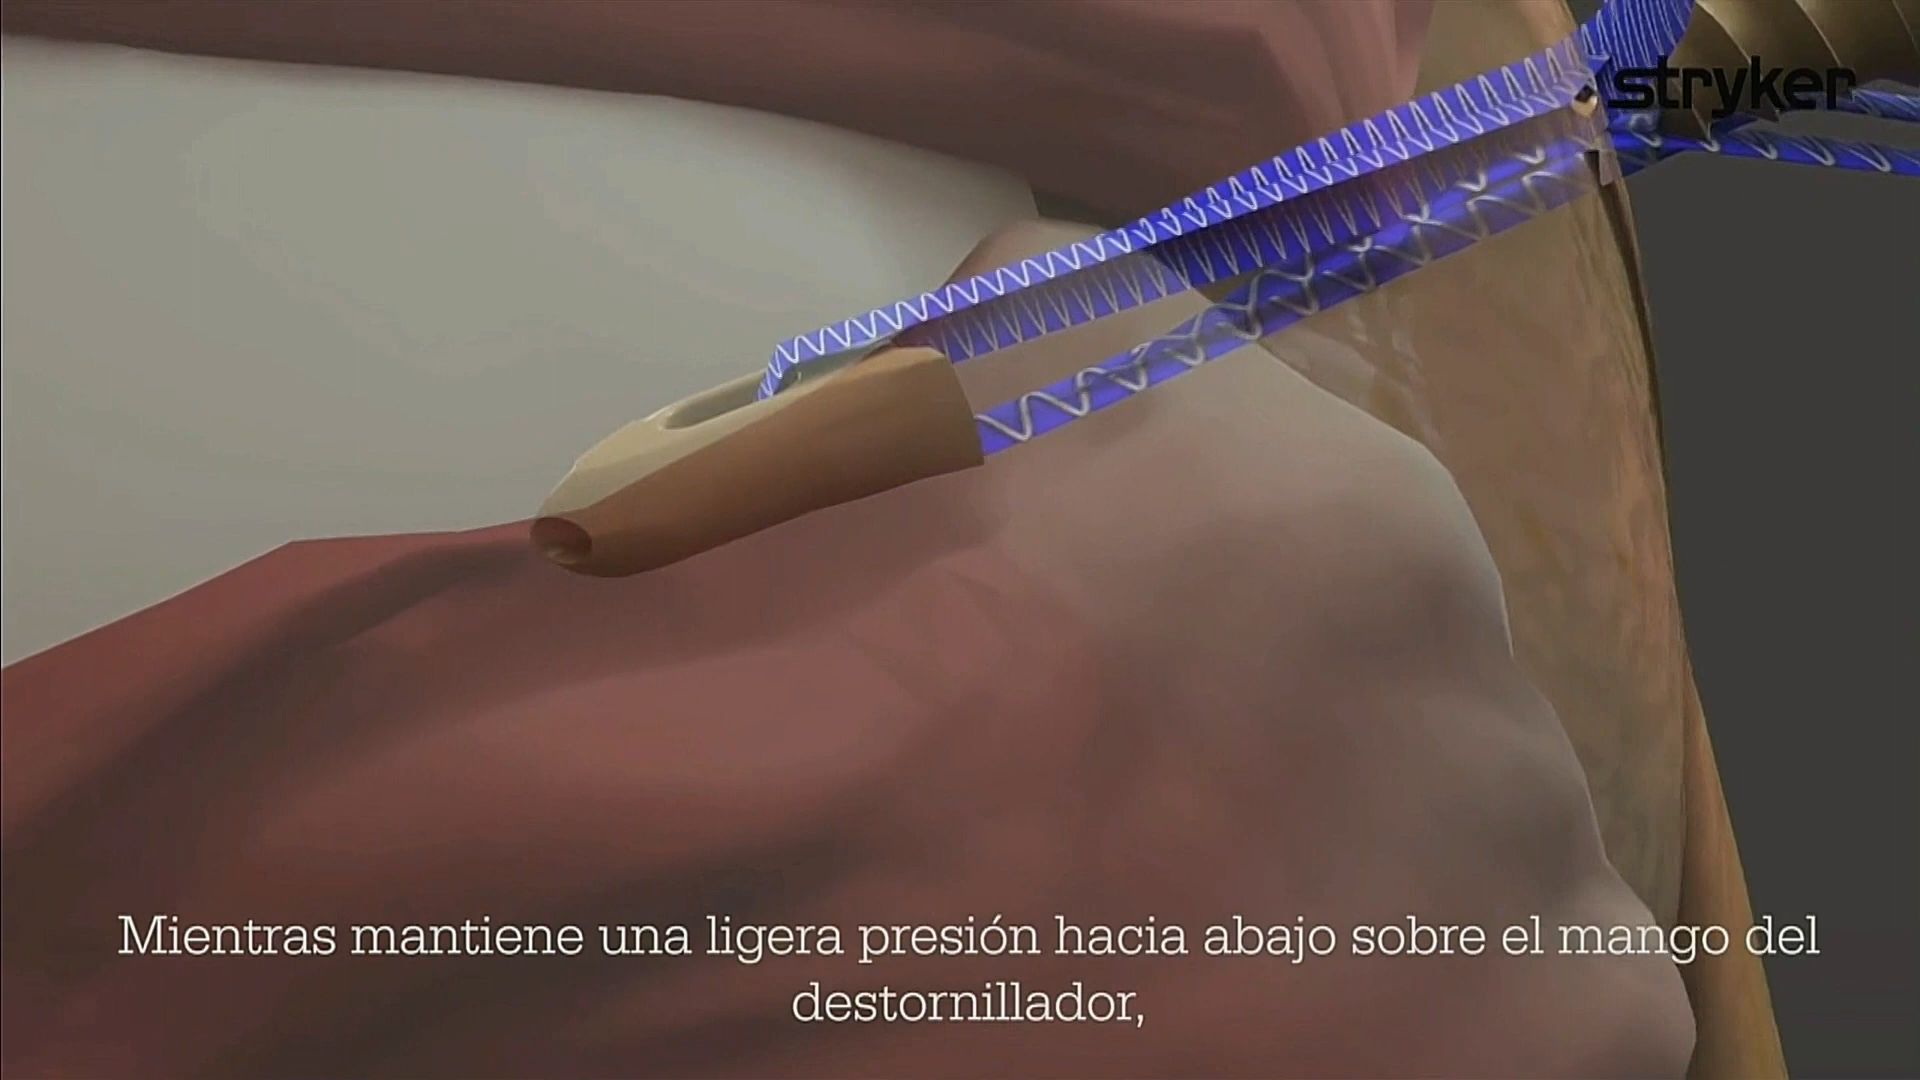 stryker
Mientras mantiene una ligera presión hacia abajo sobre el mango del
destornillador,